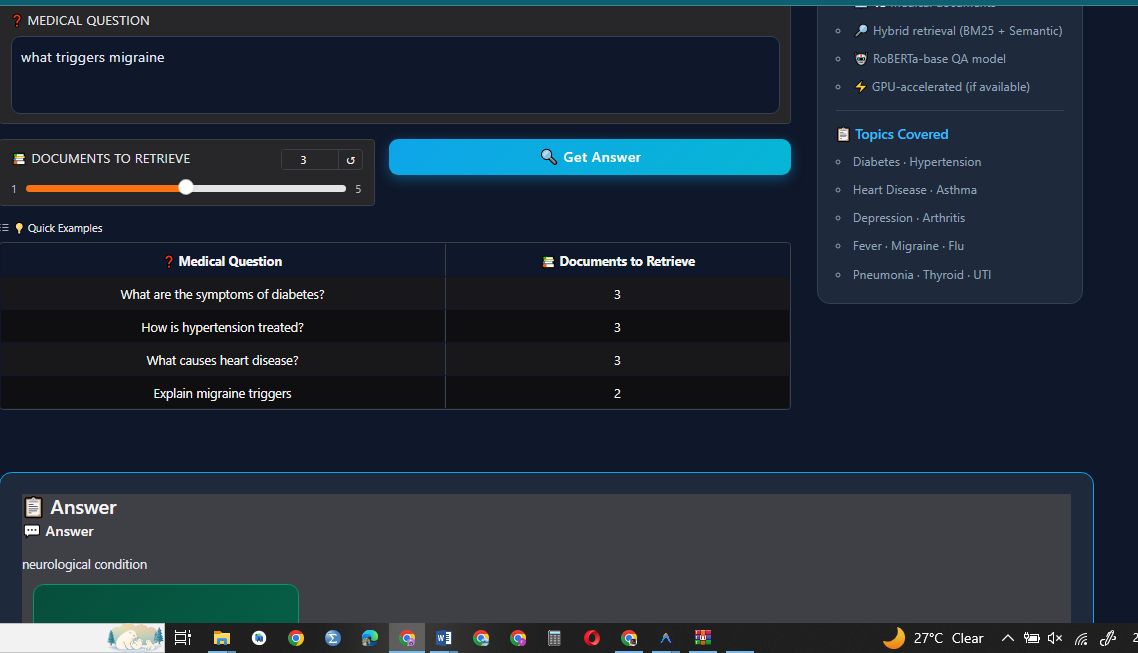 MEDICAL QUESTION
what triggers migraine
DOCUMENTS TO RETRIEVE
3
1
5
Get Answer
Quick Examples
Medical Question
Documents to Retrieve
What are the symptoms of diabetes?
3
How is hypertension treated?
3
What causes heart disease?
3
Explain migraine triggers
2
Hybrid retrieval (BM25 + Semantic)
RoBERTa-base QA model
GPU-accelerated (if available)
Topics Covered
Diabetes · Hypertension
Heart Disease · Asthma
Depression · Arthritis
Fever · Migraine · Flu
Pneumonia · Thyroid · UTI
Answer
Answer
neurological condition
27°C Clear